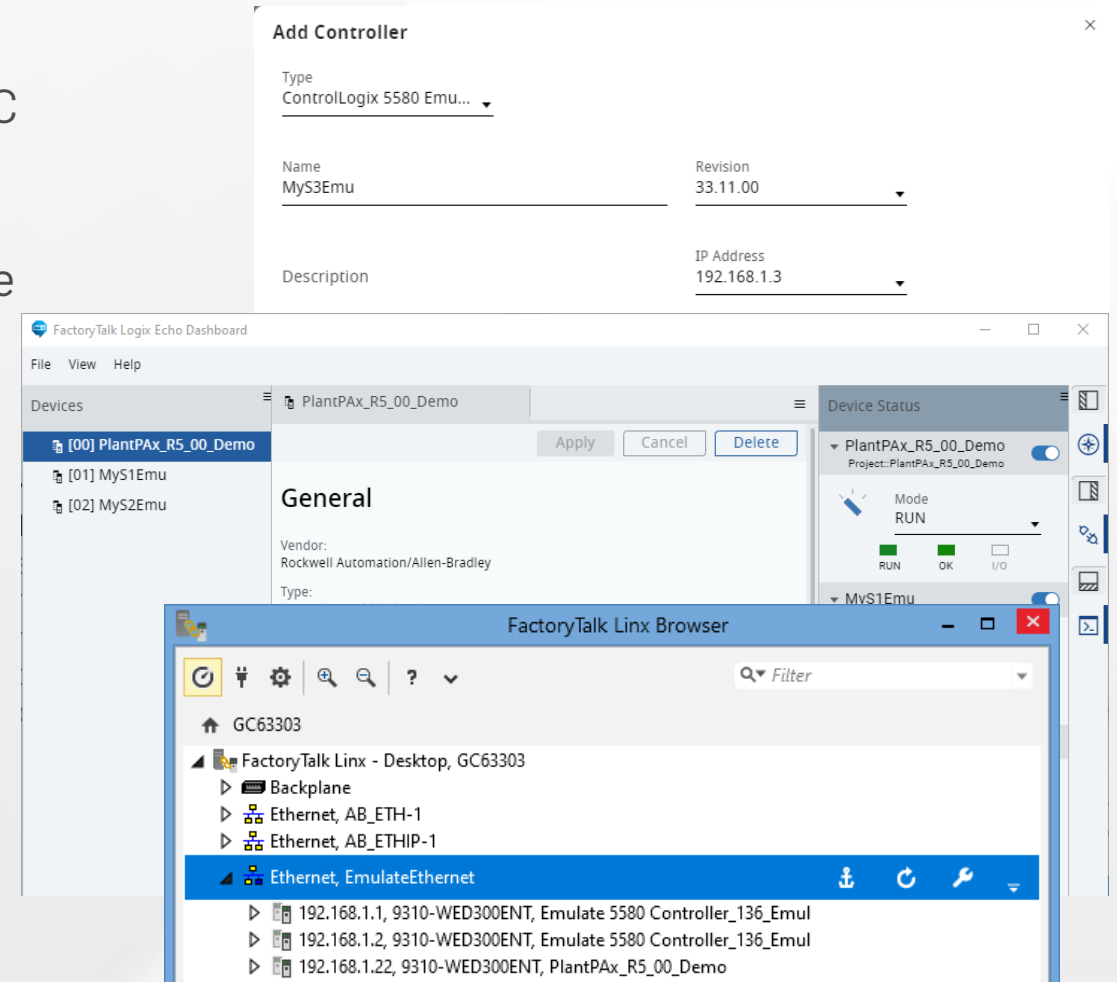 Add Controller
Type
ControlLogix 5580 Emu...
C
Name
MyS3Emu
Revision
33.11.00
e
Description
IP Address
192.168.1.3
FactoryTalk Logix Echo Dashboard
File View Help
Devices
[00] PlantPAx_R5_00_Demo
[01] MyS1Emu
[02] MyS2Emu
PlantPAx_R5_00_Demo
Apply Cancel Delete
General
Vendor:
Rockwell Automation/Allen-Bradley
Type:
Device Status
PlantPAx_R5_00_Demo
Project::PlantPAx_R5_00_Demo
Mode
RUN
RUN OK I/O
MyS1Emu
FactoryTalk Linx Browser
? Filter
GC63303
FactoryTalk Linx - Desktop, GC63303
Backplane
Ethernet, AB_ETH-1
Ethernet, AB_ETHIP-1
Ethernet, EmulateEthernet
192.168.1.1, 9310-WED300ENT, Emulate 5580 Controller_136_Emul
192.168.1.2, 9310-WED300ENT, Emulate 5580 Controller_136_Emul
192.168.1.22, 9310-WED300ENT, PlantPAx_R5_00_Demo